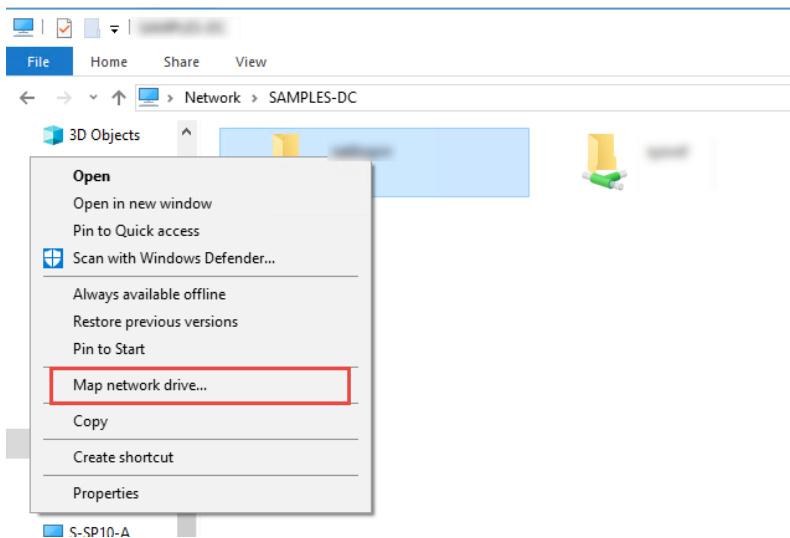 File Home Share View
Network > SAMPLES-DC
3D Objects
Open
Open in new window
Pin to Quick access
Scan with Windows Defender...
Always available offline
Restore previous versions
Pin to Start
Map network drive...
Copy
Create shortcut
Properties
S-SP10-A